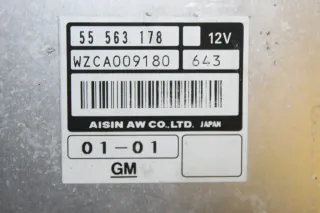 55 563 178 12V
WZCA009180 643
AISIN AW CO.,LTD. JAPAN
01-01
GM